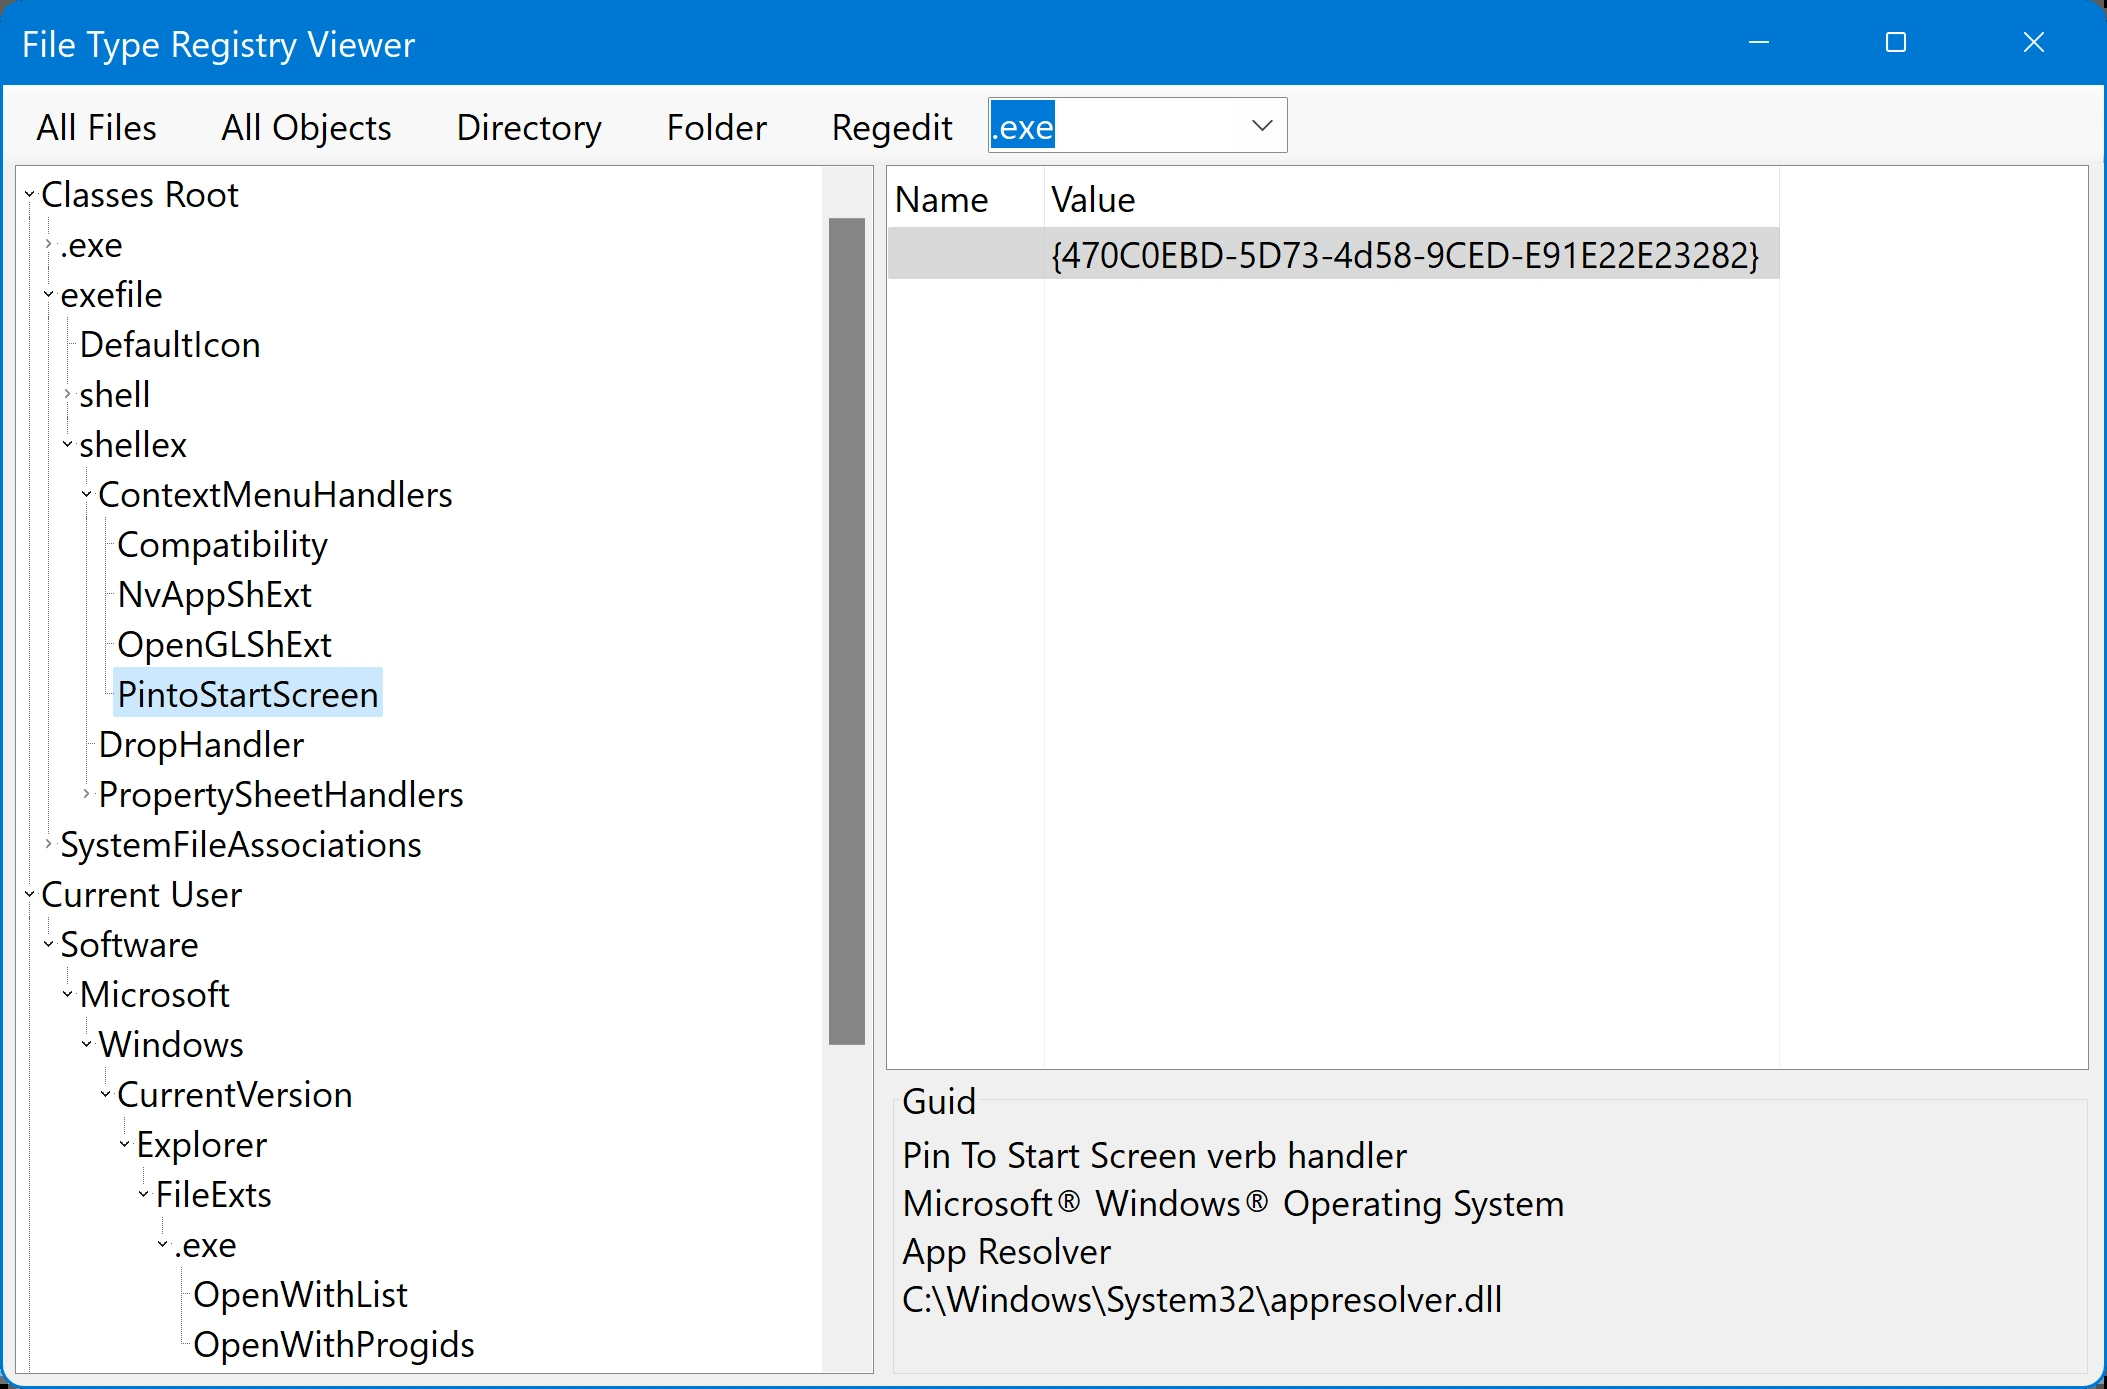 File Type Registry Viewer
All Files All Objects Directory Folder Regedit .exe
Classes Root
.exe
exefile
DefaultIcon
shell
shellex
ContextMenuHandlers
Compatibility
NvAppShExt
OpenGLShExt
PintoStartScreen
DropHandler
PropertySheetHandlers
SystemFileAssociations
Current User
Software
Microsoft
Windows
CurrentVersion
Explorer
FileExts
.exe
OpenWithList
OpenWithProgids
Name Value
{470C0EBD-5D73-4d58-9CED-E91E22E23282}
Guid
Pin To Start Screen verb handler
Microsoft® Windows® Operating System
App Resolver
C:\Windows\System32\appresolver.dll